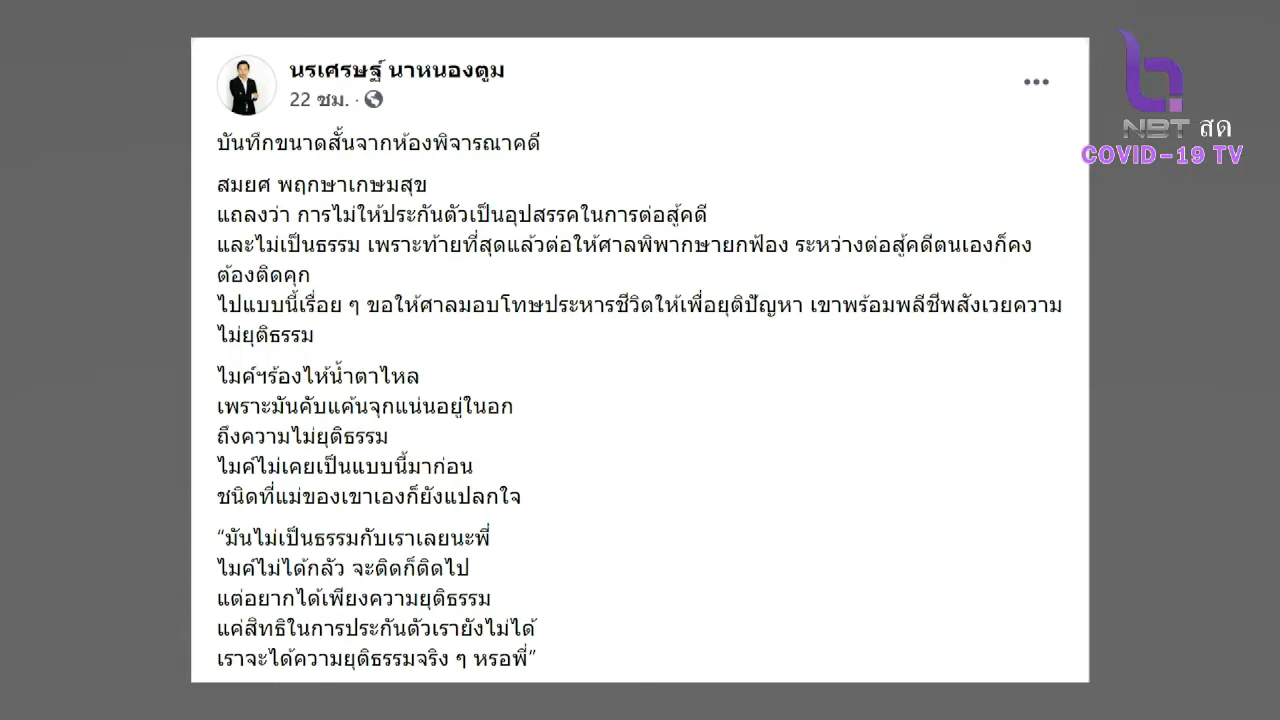 นรเศรษฐ์ นาหนองตูม
22 ชม. ·
บันทึกขนาดสั้นจากห้องพิจารณาคดี
สมยศ พฤกษาเกษมสุข
แถลงว่า การไม่ให้ประกันตัวเป็นอุปสรรคในการต่อสู้คดี
และไม่เป็นธรรม เพราะท้ายที่สุดแล้วต่อให้ศาลพิพากษายกฟ้อง ระหว่างต่อสู้คดีตนเองก็คง
ต้องติดคุก
ไปแบบนี้เรื่อย ๆ ขอให้ศาลมอบโทษประหารชีวิตให้เพื่อยุติปัญหา เขาพร้อมพลีชีพสังเวยความ
ไม่ยุติธรรม
ไมค์ฯร้องไห้น้ำตาไหล
เพราะมันคับแค้นจุกแน่นอยู่ในอก
ถึงความไม่ยุติธรรม
ไมค์ไม่เคยเป็นแบบนี้มาก่อน
ชนิดที่แม่ของเขาเองก็ยังแปลกใจ
“มันไม่เป็นธรรมกับเราเลยนะพี่
ไมค์ไม่ได้กลัว จะติดก็ติดไป
แต่อยากได้เพียงความยุติธรรม
แค่สิทธิในการประกันตัวเรายังไม่ได้
เราจะได้ความยุติธรรมจริง ๆ หรอพี่”
NBT สด
COVID-19 TV